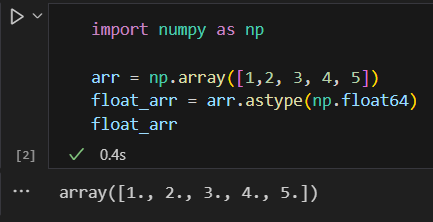 import numpy as np
arr = np.array([1,2, 3, 4, 5])
float_arr = arr.astype(np.float64)
float_arr
[2]
0.4s
array([1., 2., 3., 4., 5.])